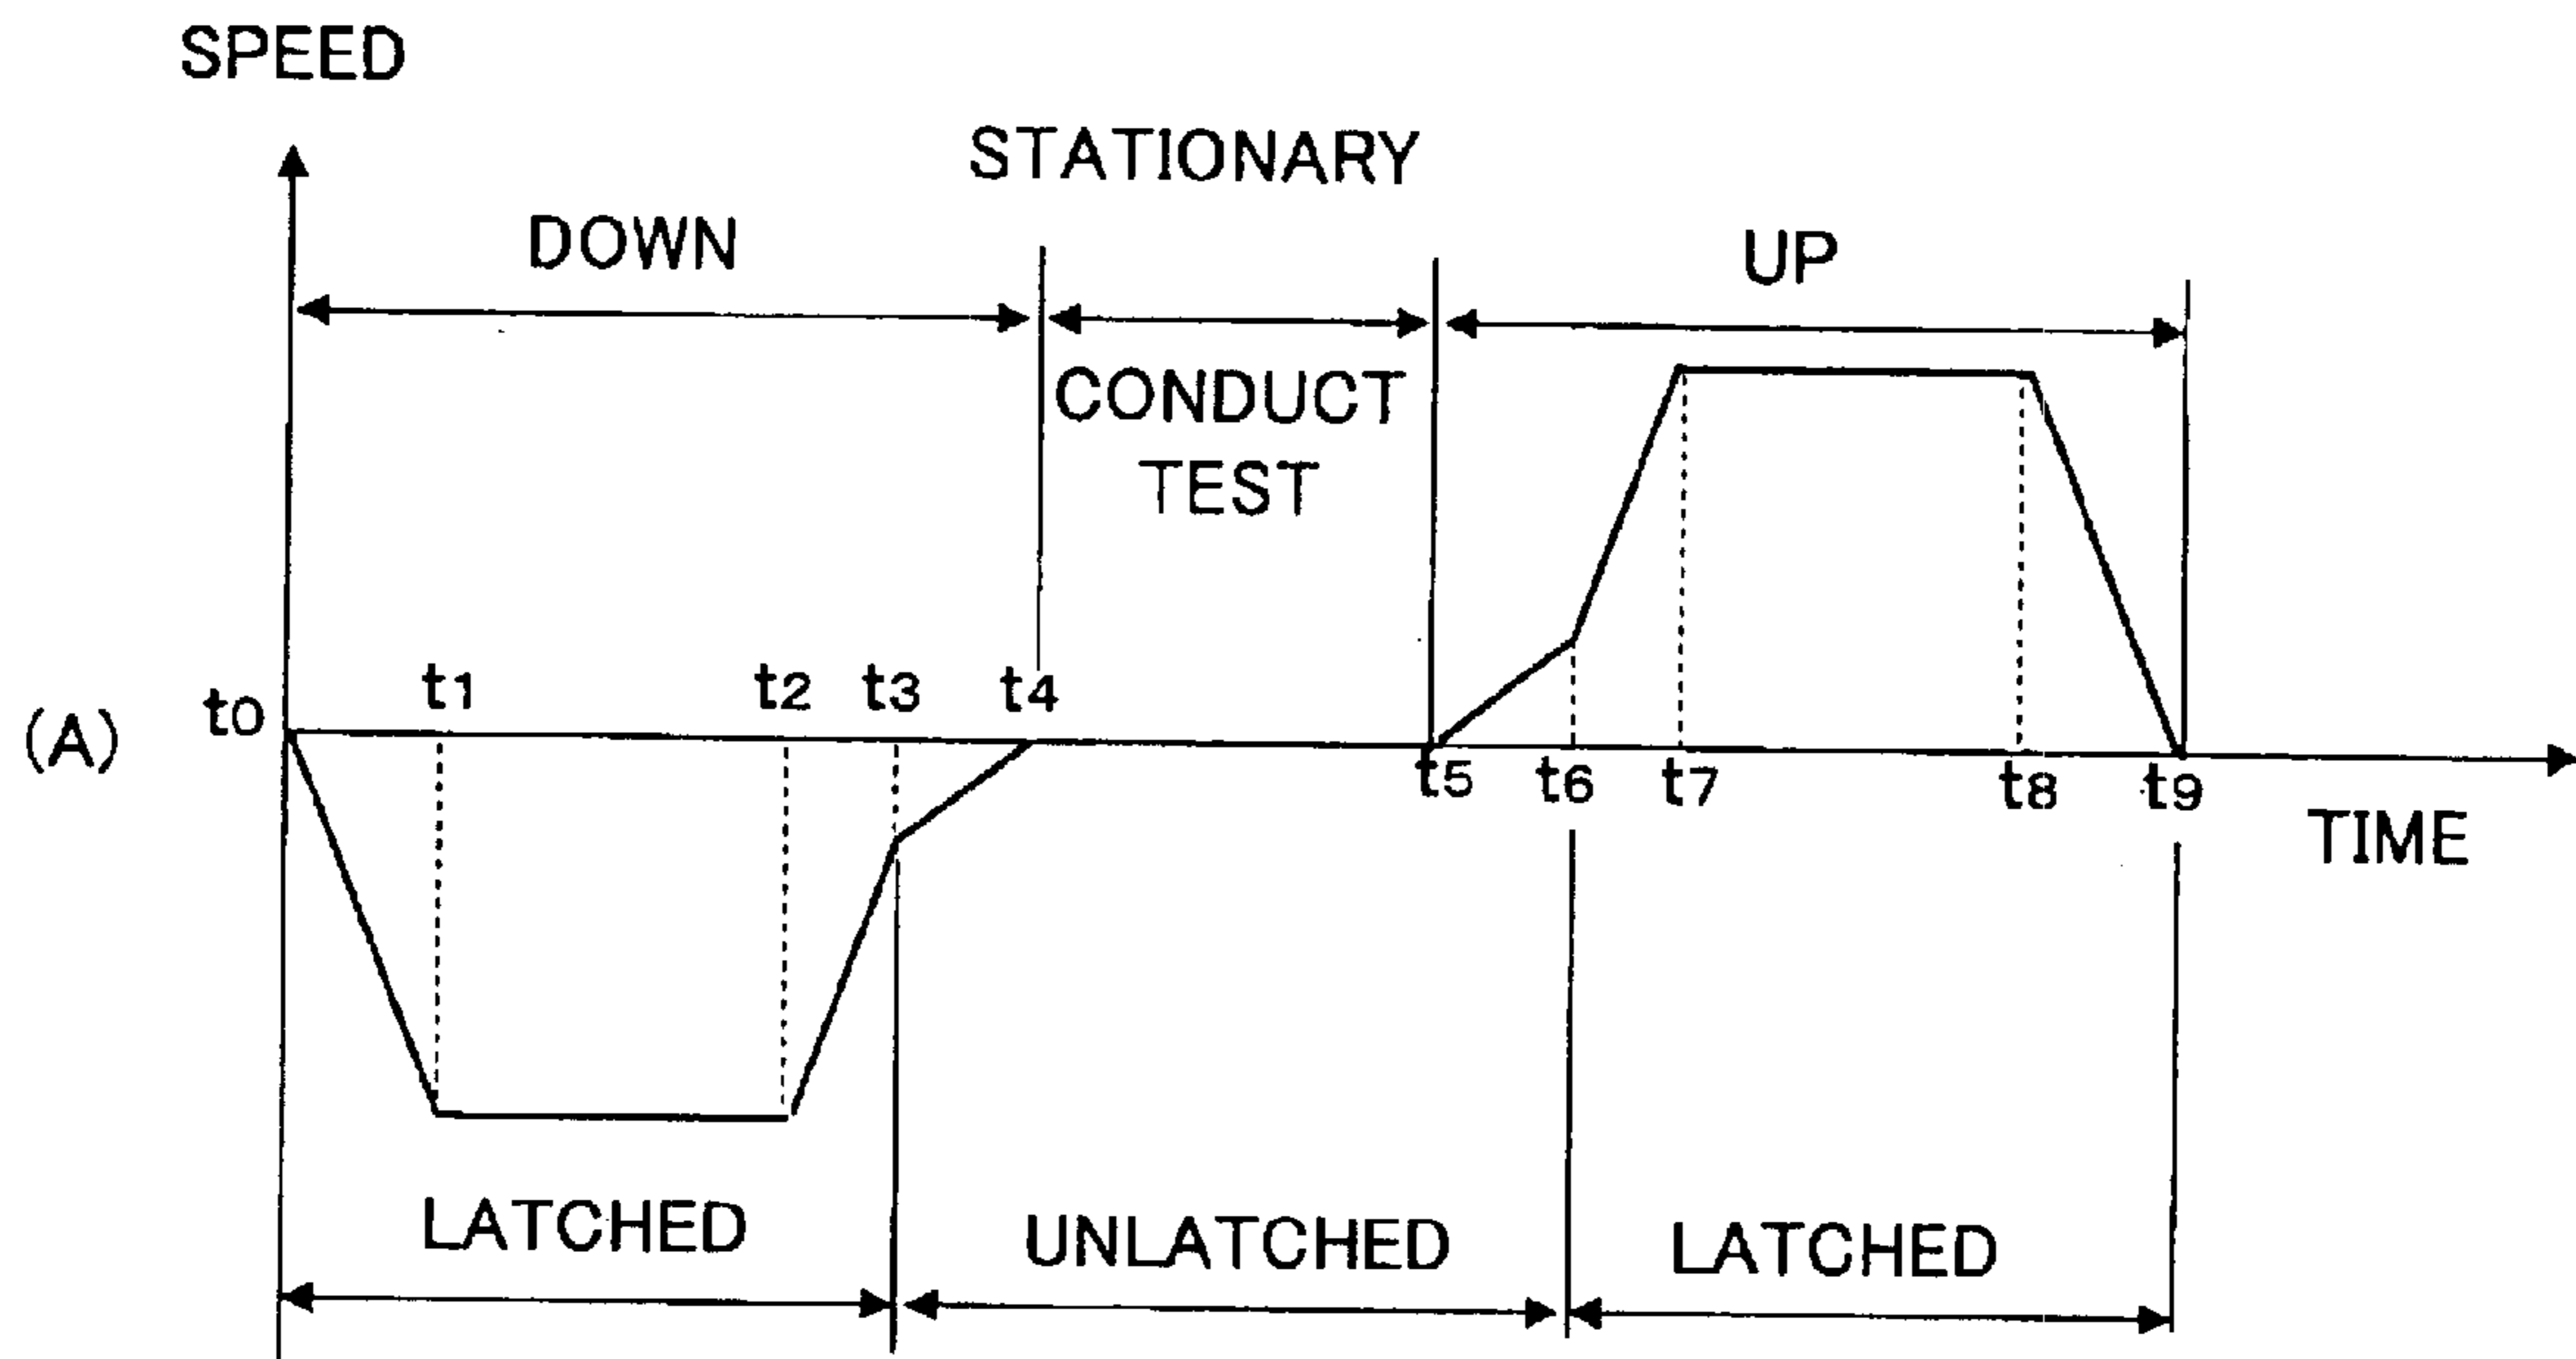 SPEED
STATIONARY
DOWN
UP
CONDUCT
TEST
t0
t1
t2
t3
t4
(A)
t5
t6
t7
t8
t9
TIME
LATCHED
UNLATCHED
LATCHED